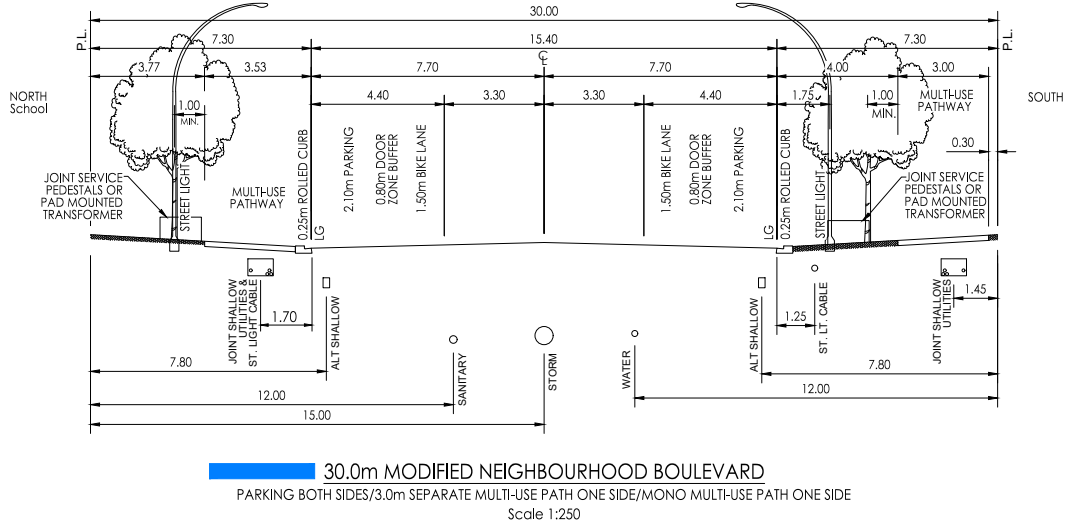 30.00
P.L.
P.L.
7.30
15.40
7.30
℄
3.77
3.53
7.70
7.70
4.00
3.00
NORTH
School
SOUTH
4.40
3.30
3.30
4.40
1.00
MIN.
1.75
1.00
MIN.
MULTI-USE
PATHWAY
0.30
JOINT SERVICE
PEDESTALS OR
PAD MOUNTED
TRANSFORMER
STREET LIGHT
MULTI-USE
PATHWAY
0.25m ROLLED CURB
LG
2.10m PARKING
0.80m DOOR
ZONE BUFFER
1.50m BIKE LANE
1.50m BIKE LANE
0.80m DOOR
ZONE BUFFER
2.10m PARKING
LG
0.25m ROLLED CURB
STREET LIGHT
JOINT SERVICE
PEDESTALS OR
PAD MOUNTED
TRANSFORMER
JOINT SHALLOW
UTILITIES &
ST. LIGHT CABLE
1.70
ALT SHALLOW
SANITARY
STORM
WATER
ALT SHALLOW
1.25
ST. LT. CABLE
JOINT SHALLOW
UTILITIES
1.45
7.80
7.80
12.00
12.00
15.00
30.0m MODIFIED NEIGHBOURHOOD BOULEVARD
PARKING BOTH SIDES/3.0m SEPARATE MULTI-USE PATH ONE SIDE/MONO MULTI-USE PATH ONE SIDE
Scale 1:250